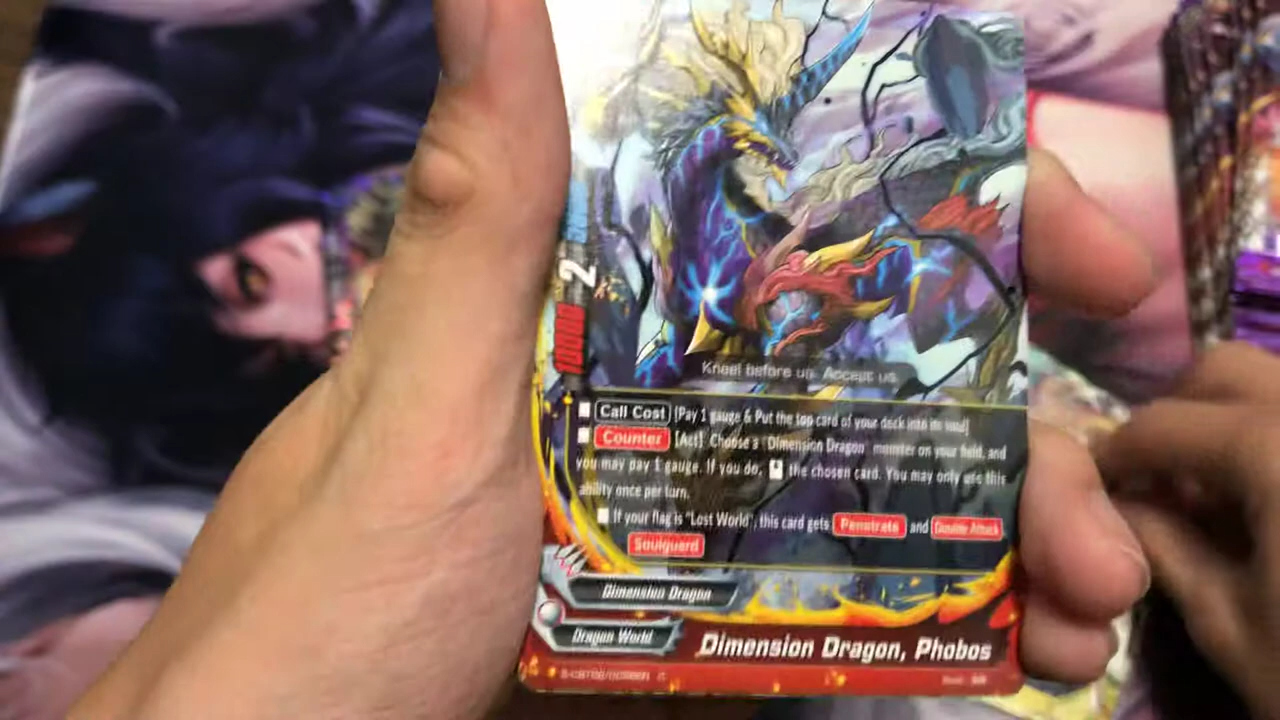 2
Kneel before us. Accept us.
Call Cost [Pay 1 gauge & Put the top card of your deck into its soul]
Counter [Act] Choose a "Dimension Dragon" monster on your field, and
you may pay 1 gauge. If you do, the chosen card. You may only use this
ability once per turn.
If your flag is "Lost World", this card gets Penetrate and Double Attack
Soulguard
Dimension Dragon
Dragon World
Dimension Dragon, Phobos